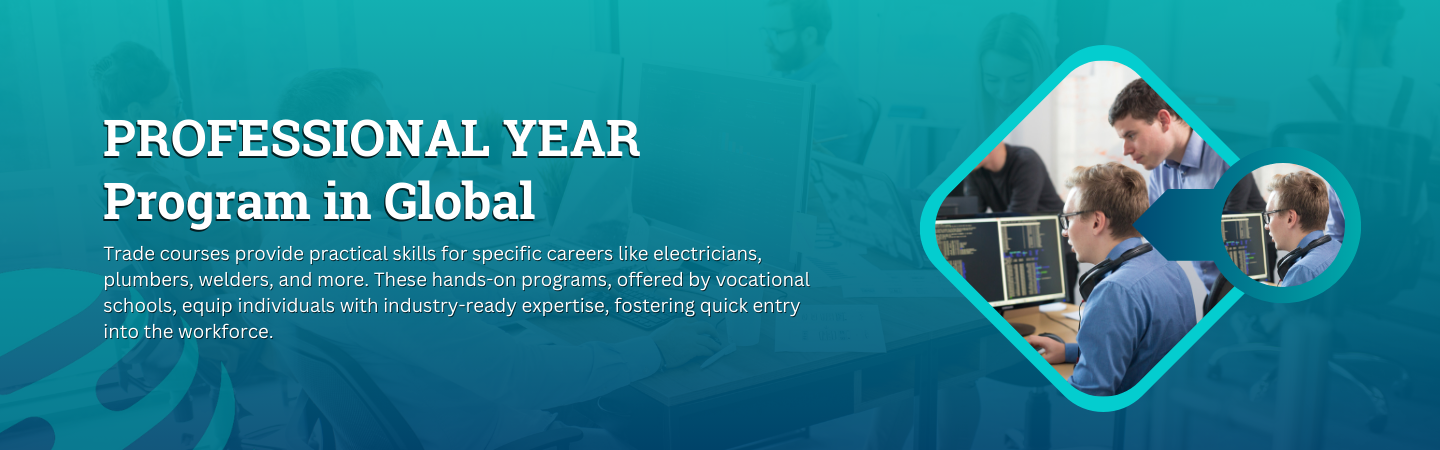 PROFESSIONAL YEAR
Program in Global
Trade courses provide practical skills for specific careers like electricians,
plumbers, welders, and more. These hands-on programs, offered by vocational
schools, equip individuals with industry-ready expertise, fostering quick entry
into the workforce.